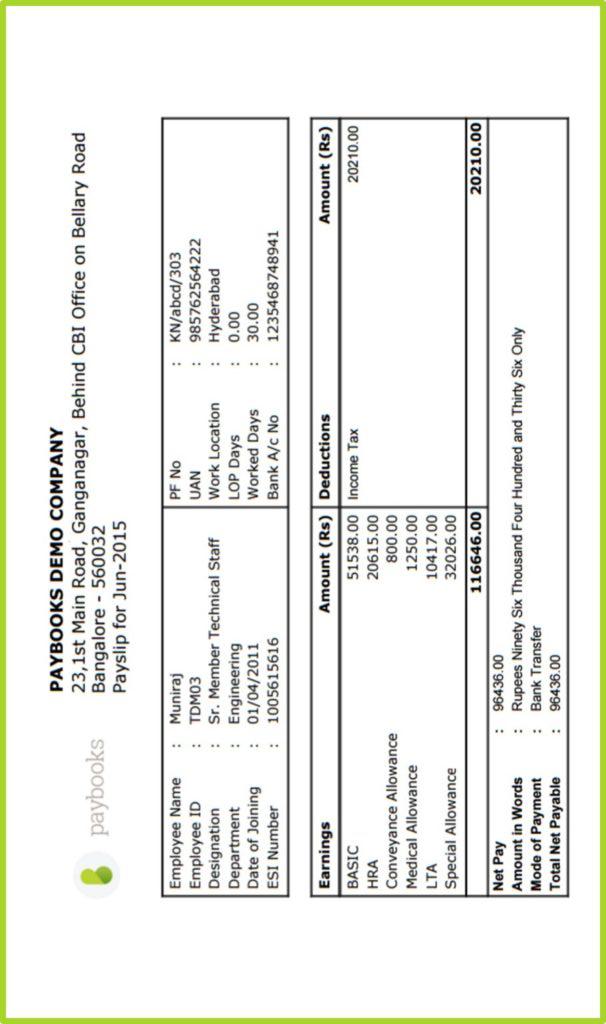 paybooks
PAYBOOKS DEMO COMPANY
23,1st Main Road, Ganganagar, Behind CBI Office on Bellary Road
Bangalore - 560032
Payslip for Jun-2015
Employee Name : Muniraj PF No : KN/abcd/303
Employee ID : TDM03 UAN : 985762564222
Designation : Sr. Member Technical Staff Work Location : Hyderabad
Department : Engineering LOP Days : 0.00
Date of Joining : 01/04/2011 Worked Days : 30.00
ESI Number : 1005615616 Bank A/c No : 1235468748941
Earnings Amount (Rs) Deductions Amount (Rs)
BASIC 51538.00 Income Tax 20210.00
HRA 20615.00
Conveyance Allowance 800.00
Medical Allowance 1250.00
LTA 10417.00
Special Allowance 32026.00
116646.00 20210.00
Net Pay : 96436.00
Amount in Words : Rupees Ninety Six Thousand Four Hundred and Thirty Six Only
Mode of Payment : Bank Transfer
Total Net Payable : 96436.00